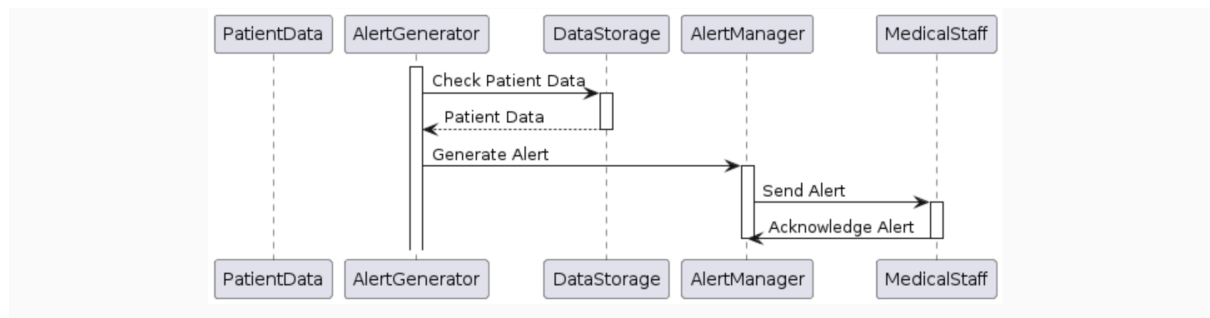 PatientData AlertGenerator DataStorage AlertManager MedicalStaff
Check Patient Data
Patient Data
Generate Alert
Send Alert
Acknowledge Alert
PatientData AlertGenerator DataStorage AlertManager MedicalStaff